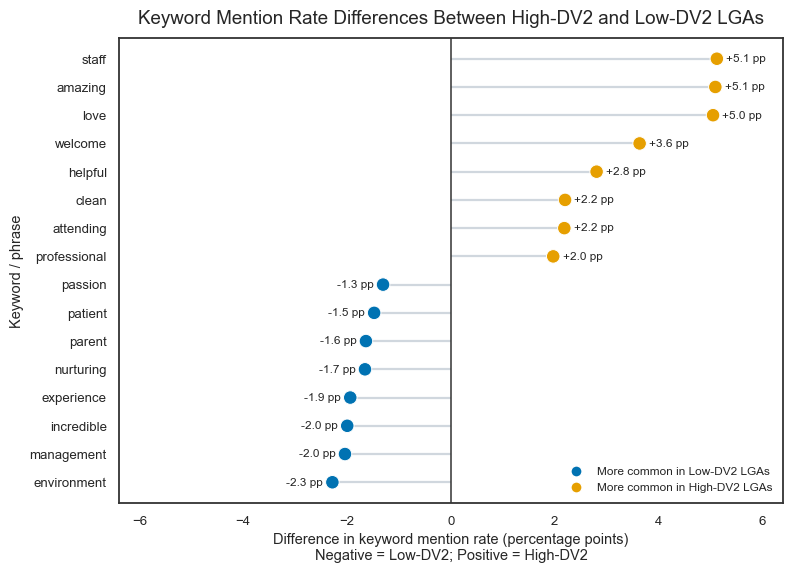 Keyword Mention Rate Differences Between High-DV2 and Low-DV2 LGAs
Keyword / phrase
staff +5.1 pp
amazing +5.1 pp
love +5.0 pp
welcome +3.6 pp
helpful +2.8 pp
clean +2.2 pp
attending +2.2 pp
professional +2.0 pp
passion -1.3 pp
patient -1.5 pp
parent -1.6 pp
nurturing -1.7 pp
experience -1.9 pp
incredible -2.0 pp
management -2.0 pp
environment -2.3 pp
More common in Low-DV2 LGAs
More common in High-DV2 LGAs
−6 −4 −2 0 2 4 6
Difference in keyword mention rate (percentage points)
Negative = Low-DV2; Positive = High-DV2